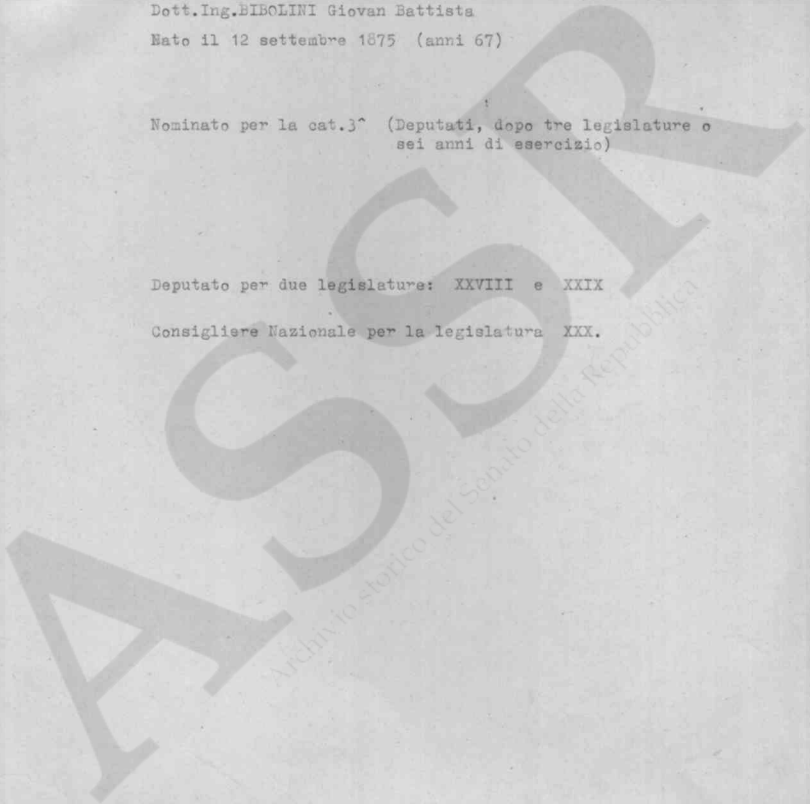 Dott.Ing.BIBOLINI Giovan Battista
Nato il 12 settembre 1875 (anni 67)
Nominato per la cat.3^ (Deputati, dopo tre legislature o
sei anni di esercizio)
Deputato per due legislature: XXVIII e XXIX
Consigliere Nazionale per la legislatura XXX.
ASSR
Archivio storico del Senato della Repubblica